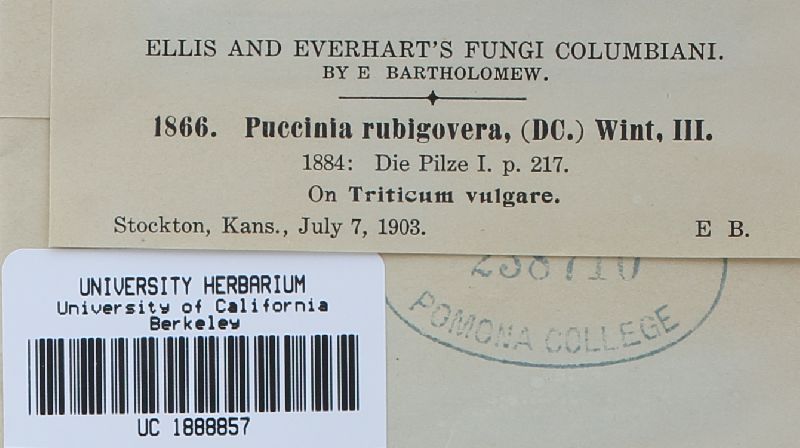 ELLIS AND EVERHART'S FUNGI COLUMBIANI.
BY E BARTHOLOMEW.
1866. Puccinia rubigovera, (DC.) Wint, III.
1884: Die Pilze I. p. 217.
On Triticum vulgare.
Stockton, Kans., July 7, 1903. E B.
238710
POMONA COLLEGE
UNIVERSITY HERBARIUM
University of California
Berkeley
UC 1888857